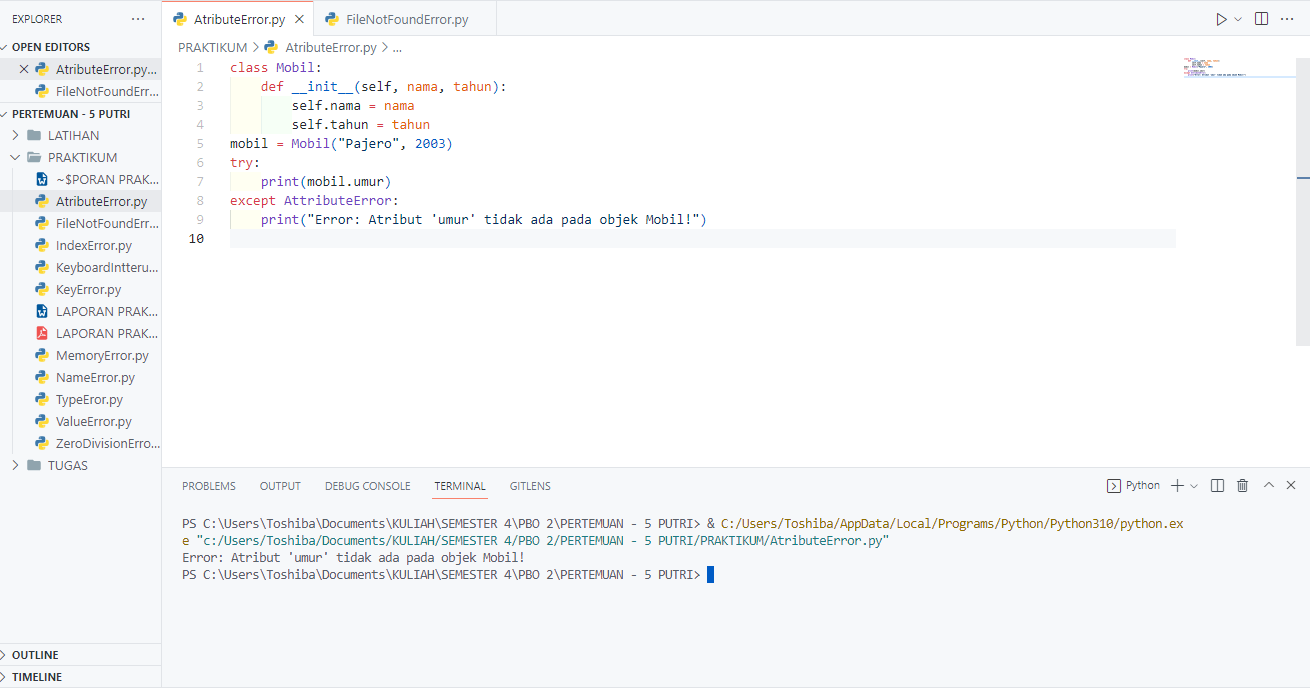 EXPLORER
OPEN EDITORS
AtributeError.py...
FileNotFoundErr...
PERTEMUAN - 5 PUTRI
LATIHAN
PRAKTIKUM
~$PORAN PRAK...
AtributeError.py
FileNotFoundErr...
IndexError.py
KeyboardIntteru...
KeyError.py
LAPORAN PRAK...
LAPORAN PRAK...
MemoryError.py
NameError.py
TypeEror.py
ValueError.py
ZeroDivisionErro...
TUGAS
OUTLINE
TIMELINE
AtributeError.py FileNotFoundError.py
PRAKTIKUM > AtributeError.py > ...
1 class Mobil:
2 def __init__(self, nama, tahun):
3 self.nama = nama
4 self.tahun = tahun
5 mobil = Mobil("Pajero", 2003)
6 try:
7 print(mobil.umur)
8 except AttributeError:
9 print("Error: Atribut 'umur' tidak ada pada objek Mobil!")
10
PROBLEMS OUTPUT DEBUG CONSOLE TERMINAL GITLENS
Python
PS C:\Users\Toshiba\Documents\KULIAH\SEMESTER 4\PBO 2\PERTEMUAN - 5 PUTRI> & C:/Users/Toshiba/AppData/Local/Programs/Python/Python310/python.ex
e "c:/Users/Toshiba/Documents/KULIAH/SEMESTER 4/PBO 2/PERTEMUAN - 5 PUTRI/PRAKTIKUM/AtributeError.py"
Error: Atribut 'umur' tidak ada pada objek Mobil!
PS C:\Users\Toshiba\Documents\KULIAH\SEMESTER 4\PBO 2\PERTEMUAN - 5 PUTRI>